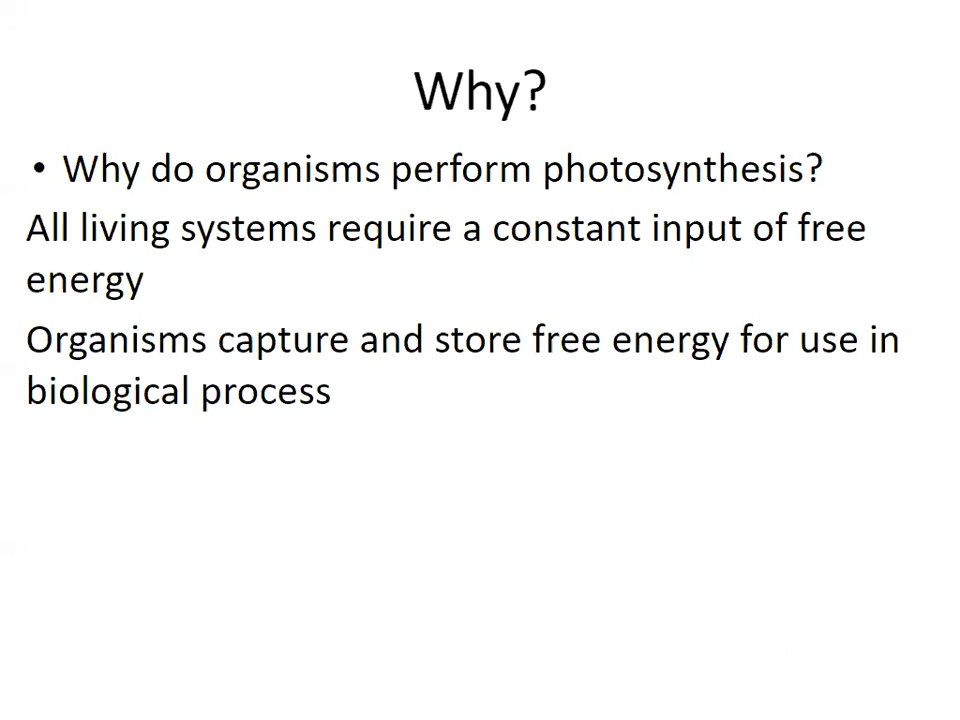 Why?
• Why do organisms perform photosynthesis?
All living systems require a constant input of free
energy
Organisms capture and store free energy for use in
biological process